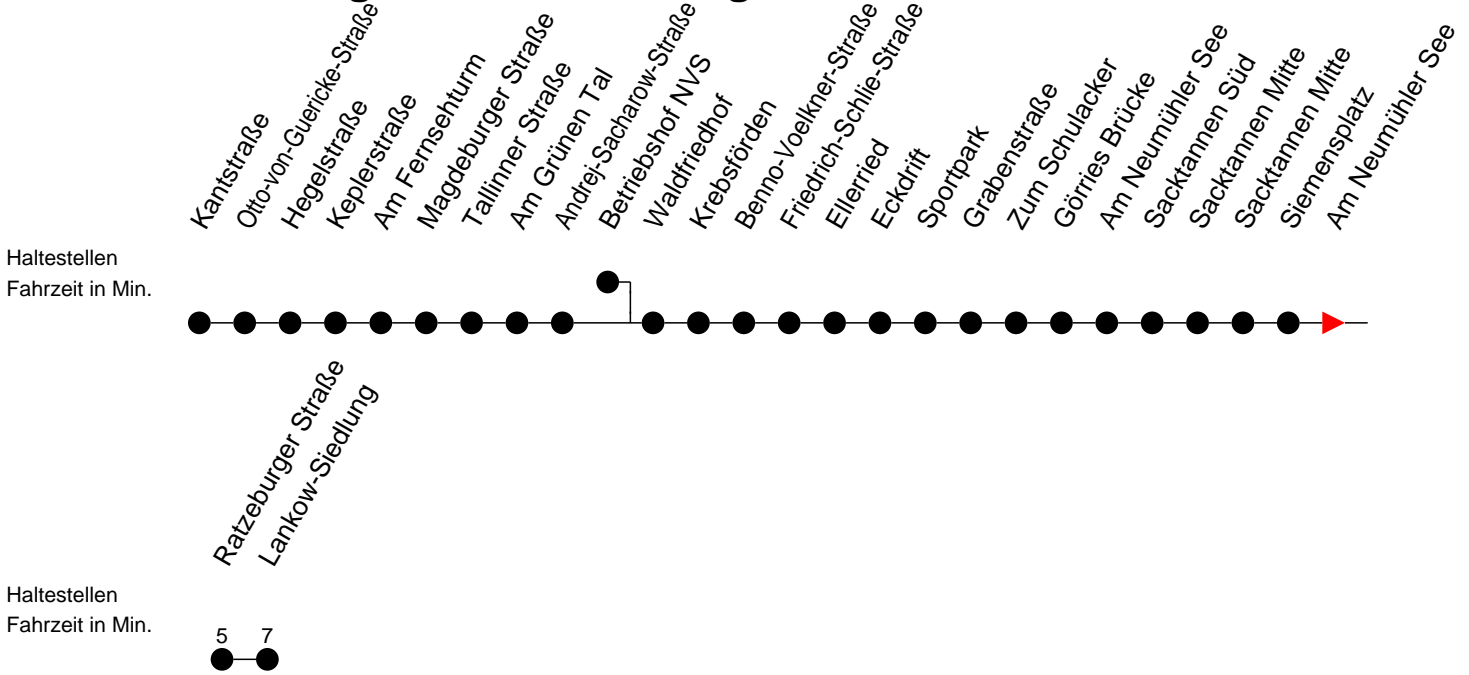 Kantstraße
Otto-von-Guericke-Straße
Hegelstraße
Keplerstraße
Am Fernsehturm
Magdeburger Straße
Tallinner Straße
Am Grünen Tal
Andrej-Sacharow-Straße
Betriebshof NVS
Waldfriedhof
Krebsförden
Benno-Voelkner-Straße
Friedrich-Schlie-Straße
Ellerried
Eckdrift
Sportpark
Grabenstraße
Zum Schulacker
Görries Brücke
Am Neumühler See
Sacktannen Süd
Sacktannen Mitte
Sacktannen Mitte
Siemensplatz
Am Neumühler See
Haltestellen
Fahrzeit in Min.
Ratzeburger Straße
Lankow-Siedlung
Haltestellen
Fahrzeit in Min.
5 7